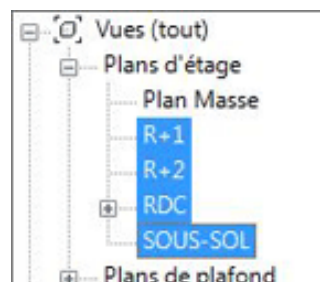 Vues (tout)
Plans d'étage
Plan Masse
R+1
R+2
RDC
SOUS-SOL
Plans de plafond